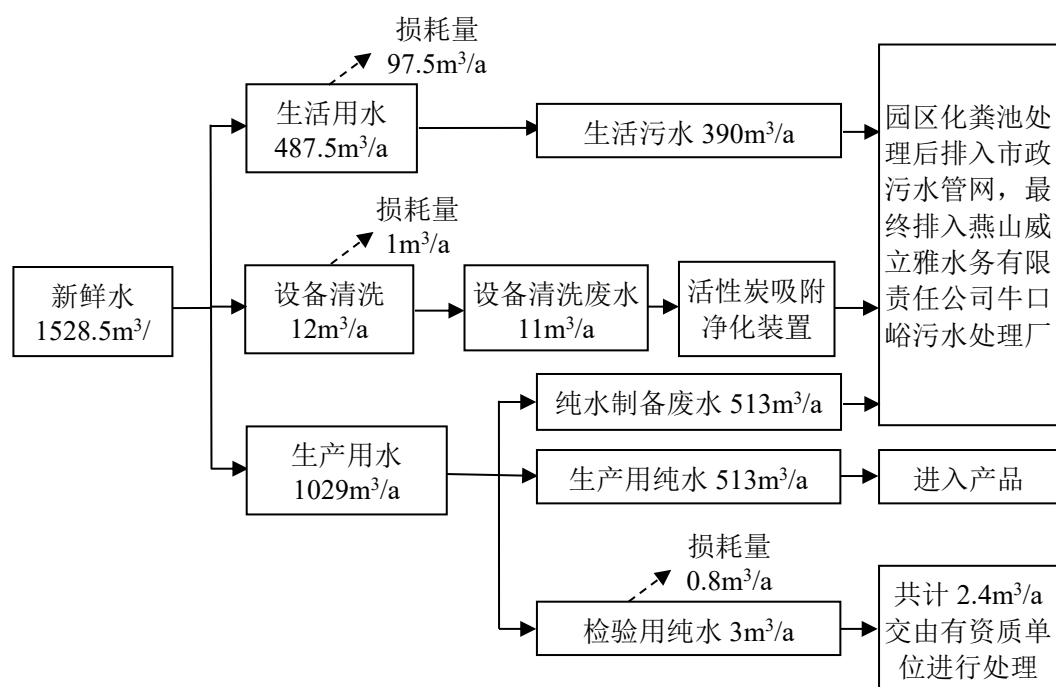 损耗量
97.5m³/a
生活用水
487.5m³/a
生活污水 390m³/a
园区化粪池处
理后排入市政
污水管网，最
终排入燕山威
立雅水务有限
责任公司牛口
峪污水处理厂
损耗量
1m³/a
新鲜水
1528.5m³/
设备清洗
12m³/a
设备清洗废水
11m³/a
活性炭吸附
净化装置
纯水制备废水 513m³/a
生产用水
1029m³/a
生产用纯水 513m³/a
进入产品
损耗量
0.8m³/a
检验用纯水 3m³/a
共计 2.4m³/a
交由有资质单
位进行处理